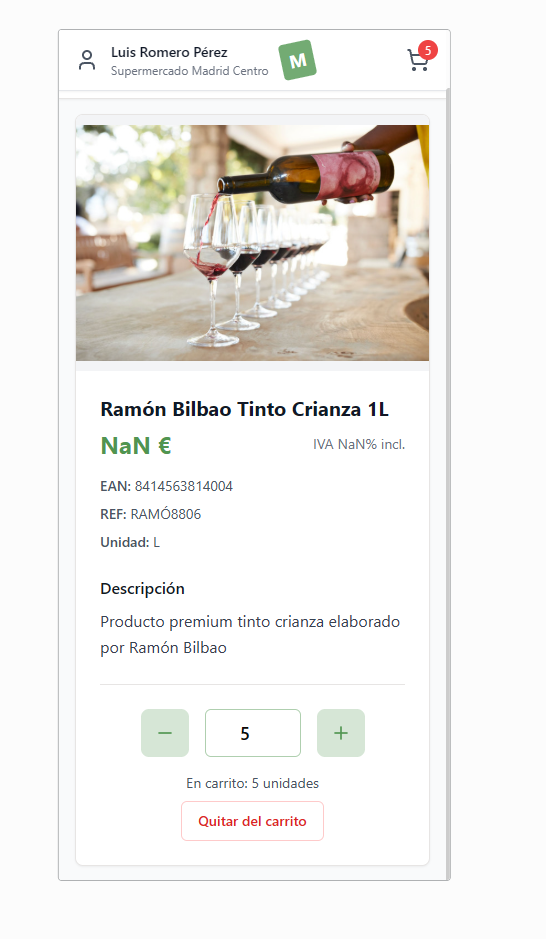 Luis Romero Pérez
Supermercado Madrid Centro
M
5
Ramón Bilbao Tinto Crianza 1L
NaN €
IVA NaN% incl.
EAN: 8414563814004
REF: RAMÓ8806
Unidad: L
Descripción
Producto premium tinto crianza elaborado
por Ramón Bilbao
− 5 +
En carrito: 5 unidades
Quitar del carrito